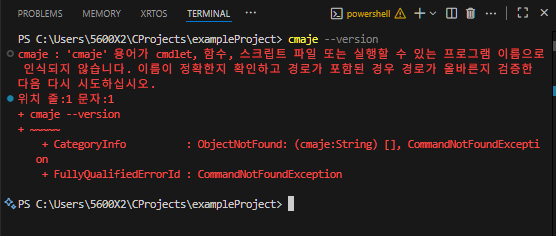 MEMORY XRTOS TERMINAL ··· powershell
PS C:\Users\5600X2\CProjects\exampleProject> cmaje --version
cmaje : 'cmaje' 용어가 cmdlet, 함수, 스크립트 파일 또는 실행할 수 있는 프로그램 이름으로
인식되지 않습니다. 이름이 정확한지 확인하고 경로가 포함된 경우 경로가 올바른지 검증한
다음 다시 시도하십시오.
위치 줄:1 문자:1
+ cmaje --version
+ ~~~~~
+ CategoryInfo : ObjectNotFound: (cmaje:String) [], CommandNotFoundExcepti
on
+ FullyQualifiedErrorId : CommandNotFoundException
PS C:\Users\5600X2\CProjects\exampleProject>